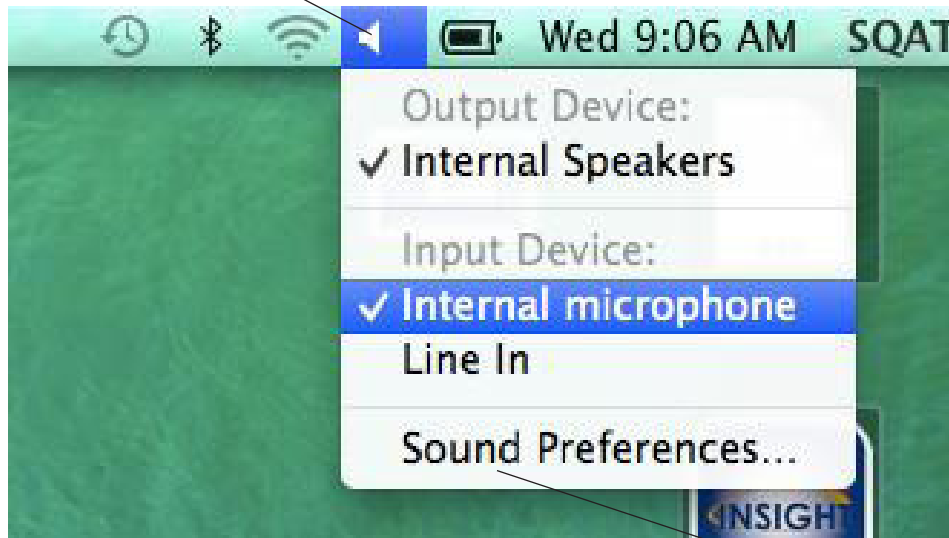 Wed 9:06 AM SQAT
Output Device:
Internal Speakers
Input Device:
Internal microphone
Line In
Sound Preferences...
INSIGHT